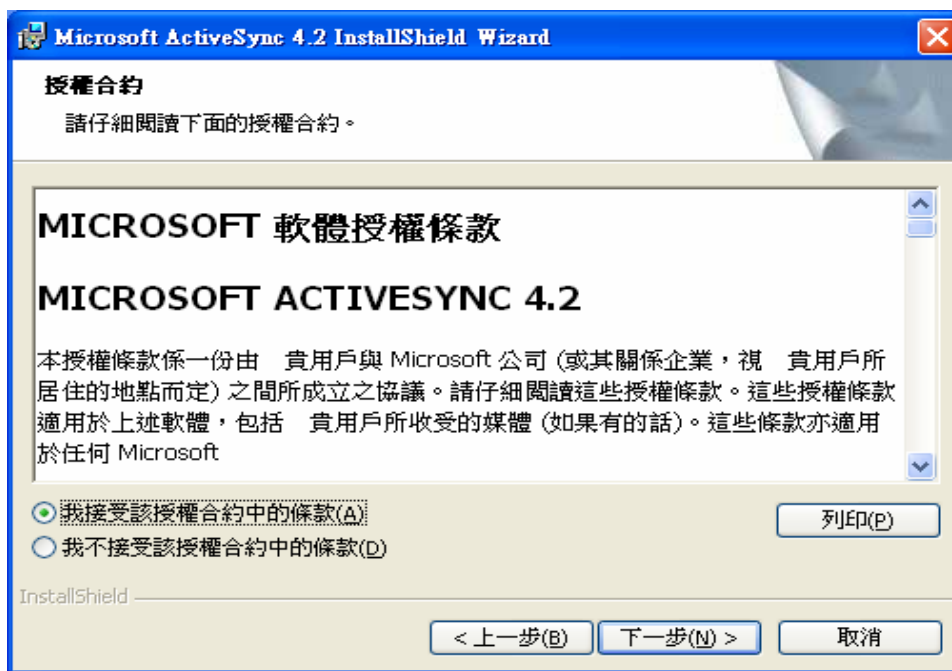 Microsoft ActiveSync 4.2 InstallShield Wizard
授權合約
請仔細閱讀下面的授權合約。
MICROSOFT 軟體授權條款
MICROSOFT ACTIVESYNC 4.2
本授權條款係一份由　貴用戶與 Microsoft 公司 (或其關係企業，視　貴用戶所
居住的地點而定) 之間所成立之協議。請仔細閱讀這些授權條款。這些授權條款
適用於上述軟體，包括　貴用戶所收受的媒體 (如果有的話)。這些條款亦適用
於任何 Microsoft
我接受該授權合約中的條款(A)
列印(P)
我不接受該授權合約中的條款(D)
InstallShield
< 上一步(B) 下一步(N) > 取消